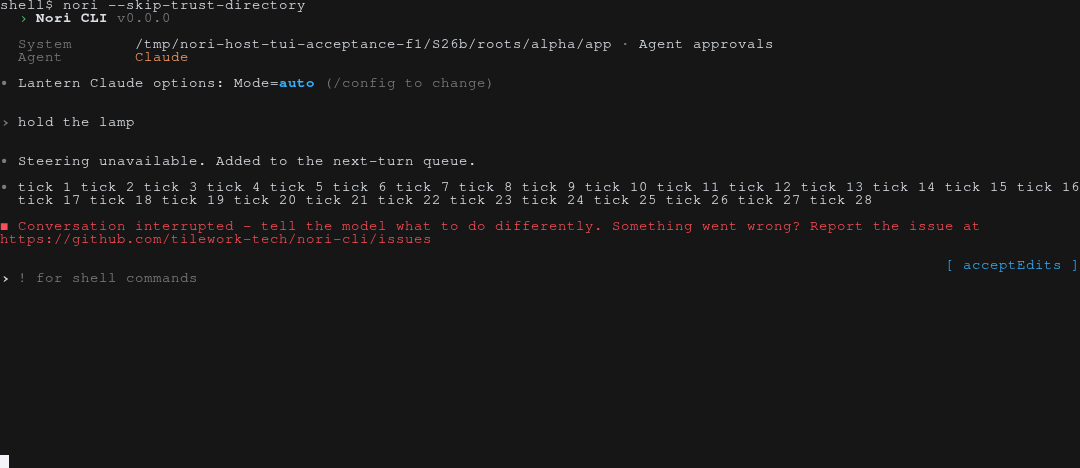 shell$ nori --skip-trust-directory
› Nori CLI v0.0.0
System /tmp/nori-host-tui-acceptance-f1/S26b/roots/alpha/app · Agent approvals
Agent Claude
• Lantern Claude options: Mode=auto (/config to change)
› hold the lamp
• Steering unavailable. Added to the next-turn queue.
• tick 1 tick 2 tick 3 tick 4 tick 5 tick 6 tick 7 tick 8 tick 9 tick 10 tick 11 tick 12 tick 13 tick 14 tick 15 tick 16
tick 17 tick 18 tick 19 tick 20 tick 21 tick 22 tick 23 tick 24 tick 25 tick 26 tick 27 tick 28
■ Conversation interrupted - tell the model what to do differently. Something went wrong? Report the issue at
https://github.com/tilework-tech/nori-cli/issues
[ acceptEdits ]
› ! for shell commands